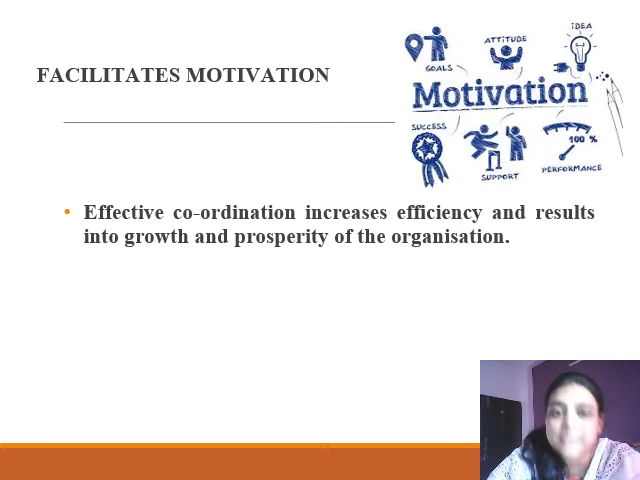 FACILITATES MOTIVATION
IDEA
ATTITUDE
GOALS
Motivation
SUCCESS
100 %
SUPPORT
PERFORMANCE
• Effective co-ordination increases efficiency and results
into growth and prosperity of the organisation.